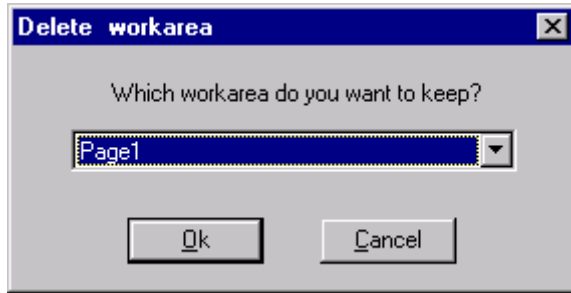 Delete workarea
Which workarea do you want to keep?
Page1
Ok
Cancel